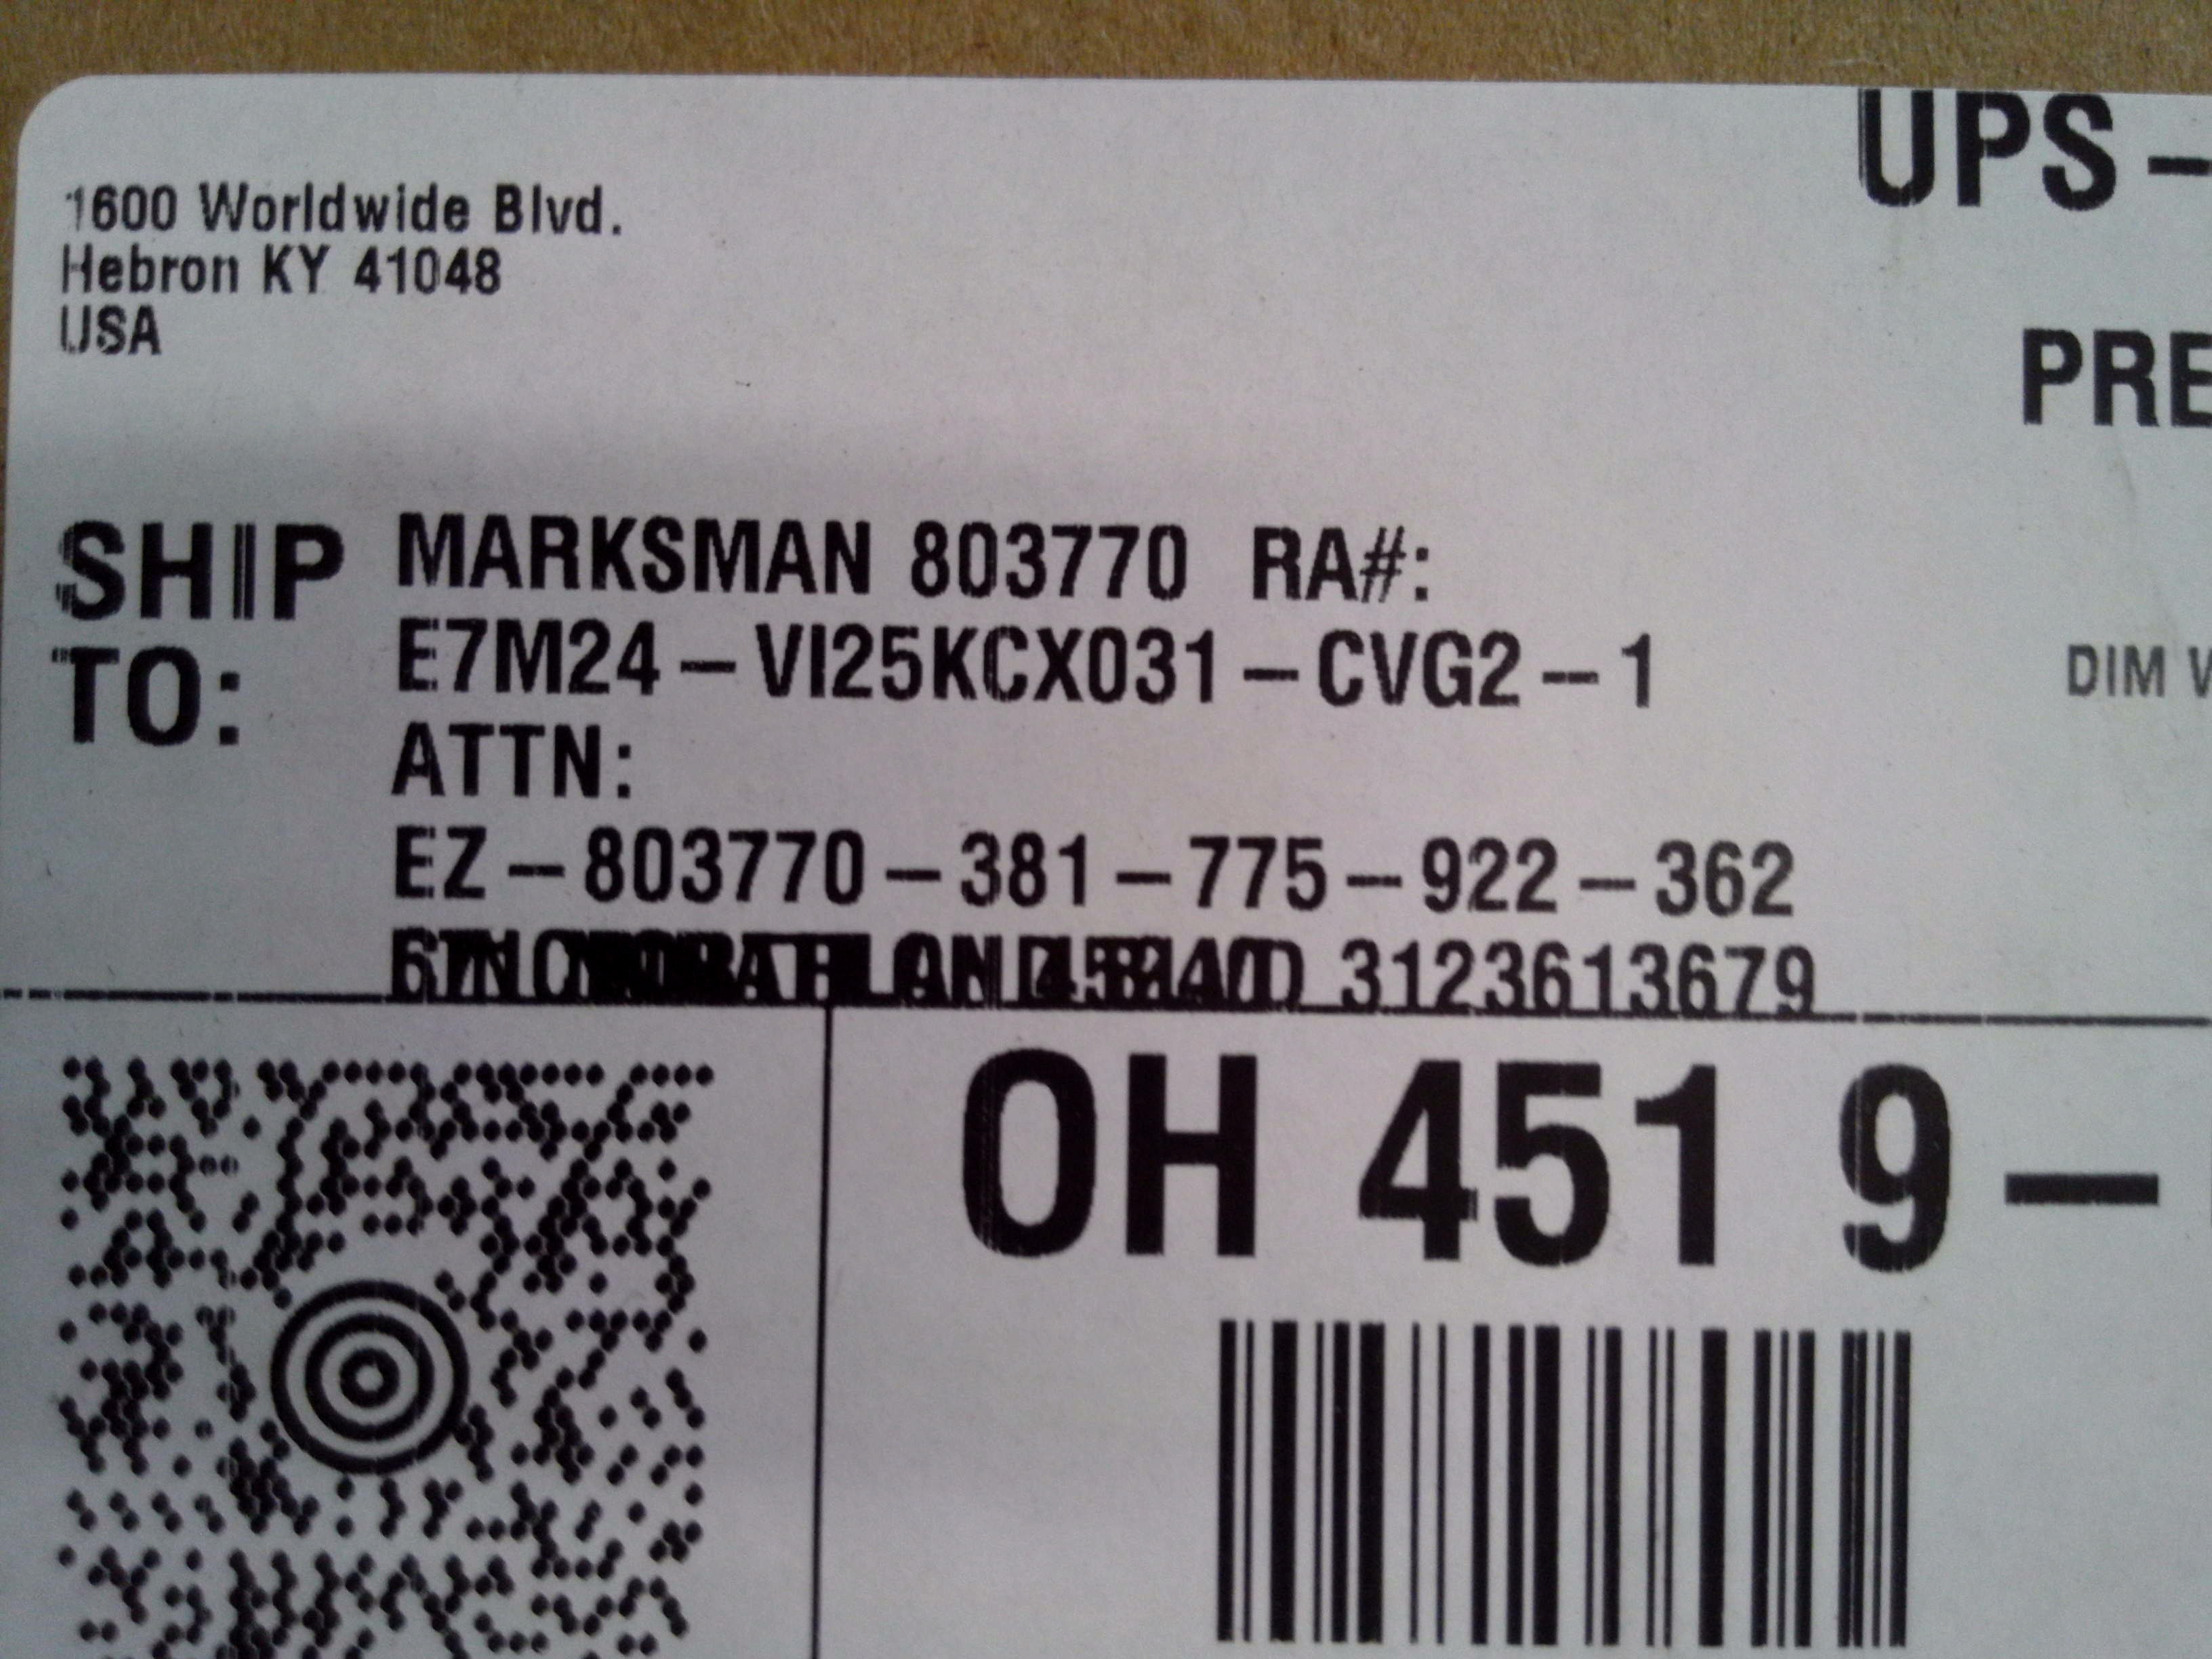 1600 Worldwide Blvd.
Hebron KY 41048
USA
UPS –
PRE
SHIP TO:
MARKSMAN 803770 RA#:
E7M24 – VI25KCX031 – CVG2 – 1
ATTN:
EZ – 803770 – 381 – 775 – 922 – 362
3123613679
DIM
OH 451 9 –